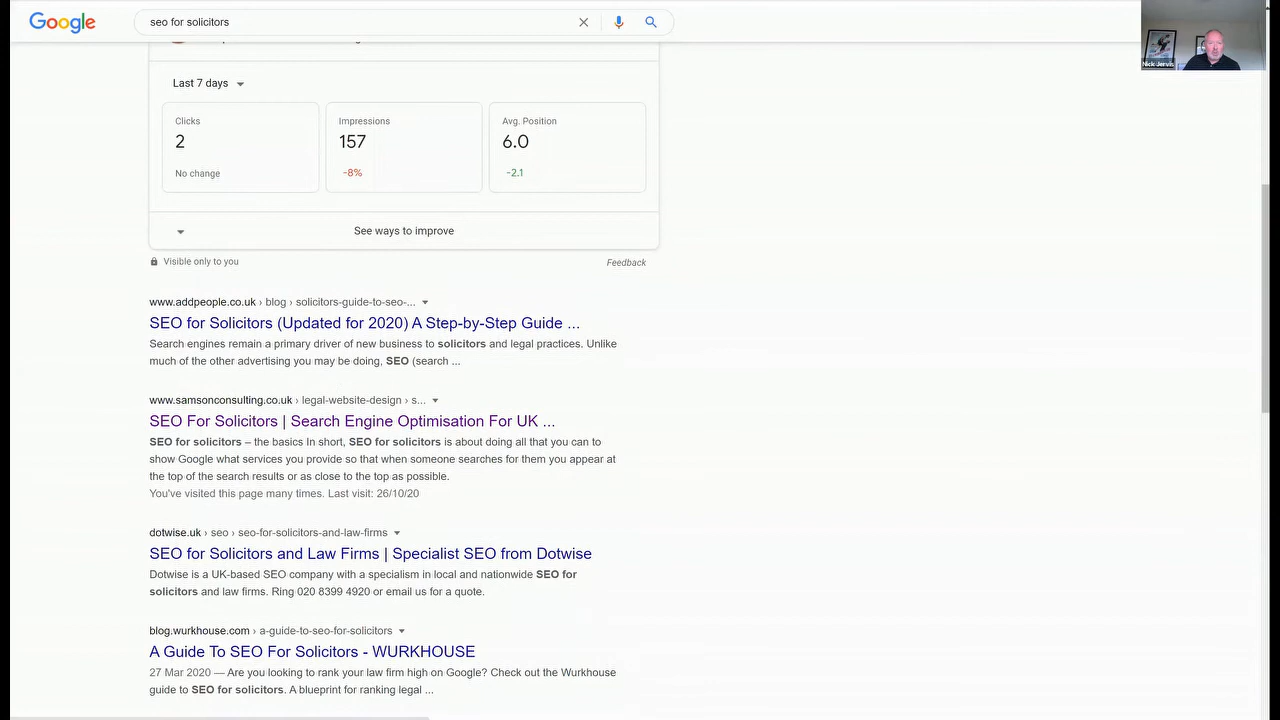 Google
seo for solicitors
Nick Jervis
Last 7 days
Clicks
Impressions
Avg. Position
2
157
6.0
No change
-8%
-2.1
See ways to improve
Visible only to you
Feedback
www.addpeople.co.uk › blog › solicitors-guide-to-seo-...
SEO for Solicitors (Updated for 2020) A Step-by-Step Guide ...
Search engines remain a primary driver of new business to solicitors and legal practices. Unlike
much of the other advertising you may be doing, SEO (search ...
www.samsonconsulting.co.uk › legal-website-design › s...
SEO For Solicitors | Search Engine Optimisation For UK ...
SEO for solicitors – the basics In short, SEO for solicitors is about doing all that you can to
show Google what services you provide so that when someone searches for them you appear at
the top of the search results or as close to the top as possible.
You've visited this page many times. Last visit: 26/10/20
dotwise.uk › seo › seo-for-solicitors-and-law-firms
SEO for Solicitors and Law Firms | Specialist SEO from Dotwise
Dotwise is a UK-based SEO company with a specialism in local and nationwide SEO for
solicitors and law firms. Ring 020 8399 4920 or email us for a quote.
blog.wurkhouse.com › a-guide-to-seo-for-solicitors
A Guide To SEO For Solicitors - WURKHOUSE
27 Mar 2020 — Are you looking to rank your law firm high on Google? Check out the Wurkhouse
guide to SEO for solicitors. A blueprint for ranking legal ...